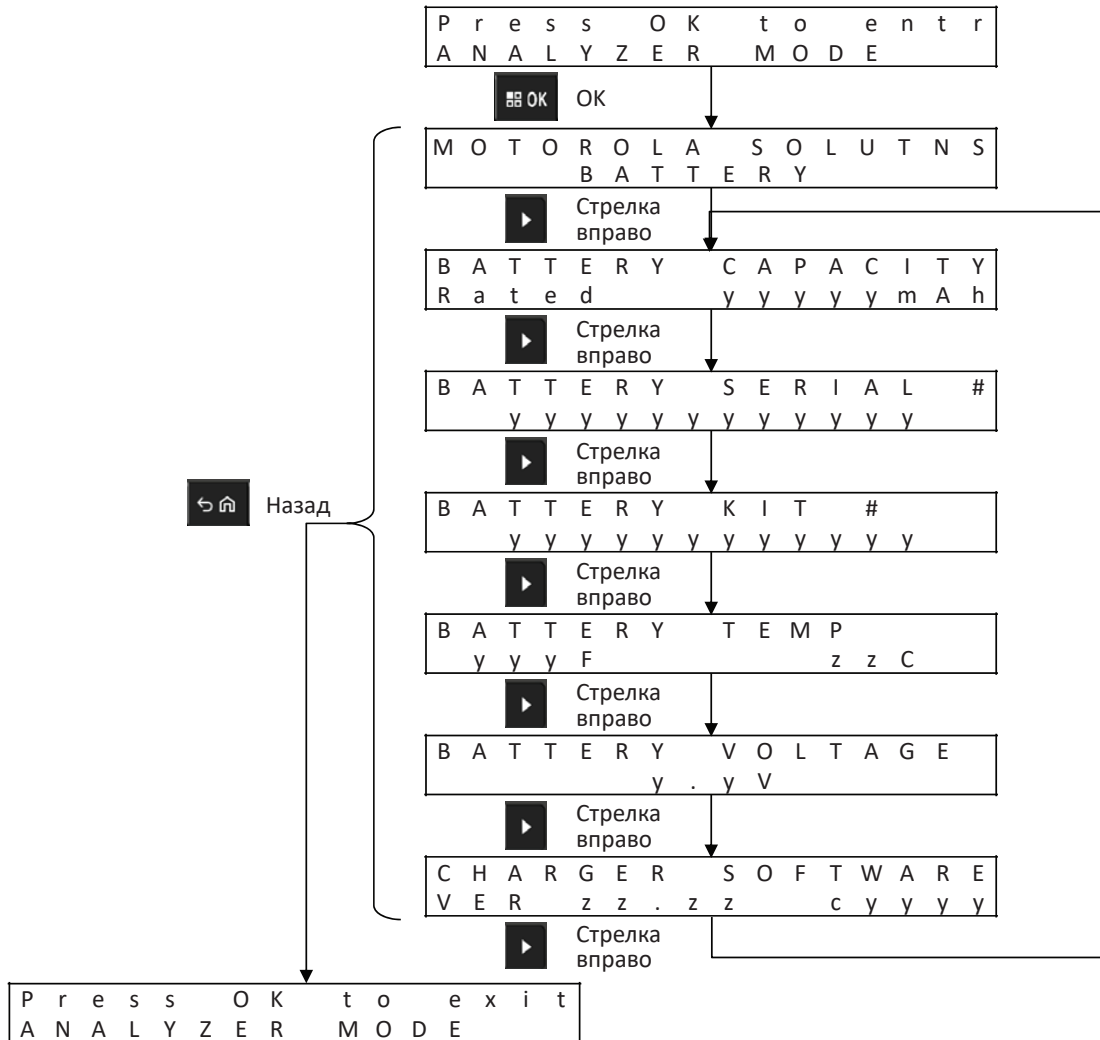 Press OK to entr
ANALYZER MODE
OK OK
MOTOROLA SOLUTNS
BATTERY
Стрелка
вправо
BATTERY CAPACITY
Rated yyyyymAh
Стрелка
вправо
BATTERY SERIAL #
yyyyyyyyyyyy
Стрелка
вправо
Назад
BATTERY KIT #
yyyyyyyyyyyy
Стрелка
вправо
BATTERY TEMP
yyyF zzC
Стрелка
вправо
BATTERY VOLTAGE
y.yV
Стрелка
вправо
CHARGER SOFTWARE
VER zz.zz cyyyy
Стрелка
вправо
Press OK to exit
ANALYZER MODE